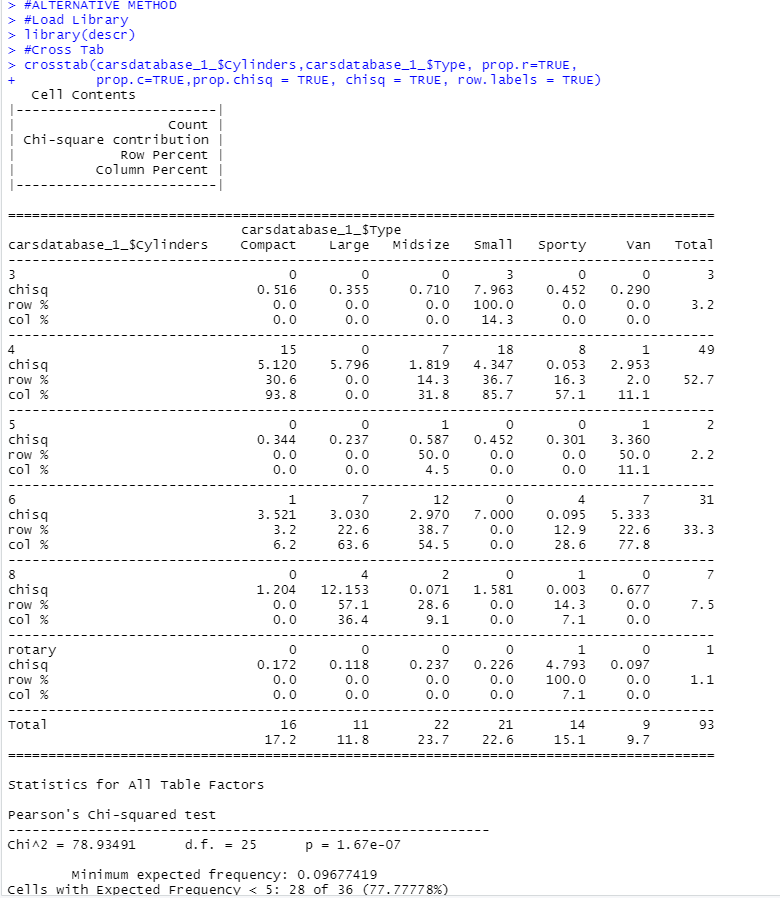 > #ALTERNATIVE METHOD
> #Load Library
> library(descr)
> #Cross Tab
> crosstab(carsdatabase_1_$Cylinders,carsdatabase_1_$Type, prop.r=TRUE,
+          prop.c=TRUE,prop.chisq = TRUE, chisq = TRUE, row.labels = TRUE)
   Cell Contents
|-------------------------|
|                   Count |
| Chi-square contribution |
|             Row Percent |
|          Column Percent |
|-------------------------|
========================================================================================
                             carsdatabase_1_$Type
carsdatabase_1_$Cylinders    Compact    Large   Midsize   Small   Sporty     Van   Total
----------------------------------------------------------------------------------------
3                                  0        0         0       3        0       0       3
chisq                          0.516    0.355     0.710   7.963    0.452   0.290
row %                            0.0      0.0       0.0   100.0      0.0     0.0     3.2
col %                            0.0      0.0       0.0    14.3      0.0     0.0
----------------------------------------------------------------------------------------
4                                 15        0         7      18        8       1      49
chisq                          5.120    5.796     1.819   4.347    0.053   2.953
row %                           30.6      0.0      14.3    36.7     16.3     2.0    52.7
col %                           93.8      0.0      31.8    85.7     57.1    11.1
----------------------------------------------------------------------------------------
5                                  0        0         1       0        0       1       2
chisq                          0.344    0.237     0.587   0.452    0.301   3.360
row %                            0.0      0.0      50.0     0.0      0.0    50.0     2.2
col %                            0.0      0.0       4.5     0.0      0.0    11.1
----------------------------------------------------------------------------------------
6                                  1        7        12       0        4       7      31
chisq                          3.521    3.030     2.970   7.000    0.095   5.333
row %                            3.2     22.6      38.7     0.0     12.9    22.6    33.3
col %                            6.2     63.6      54.5     0.0     28.6    77.8
----------------------------------------------------------------------------------------
8                                  0        4         2       0        1       0       7
chisq                          1.204   12.153     0.071   1.581    0.003   0.677
row %                            0.0     57.1      28.6     0.0     14.3     0.0     7.5
col %                            0.0     36.4       9.1     0.0      7.1     0.0
----------------------------------------------------------------------------------------
rotary                             0        0         0       0        1       0       1
chisq                          0.172    0.118     0.237   0.226    4.793   0.097
row %                            0.0      0.0       0.0     0.0    100.0     0.0     1.1
col %                            0.0      0.0       0.0     0.0      7.1     0.0
----------------------------------------------------------------------------------------
Total                             16       11        22      21       14       9      93
                                17.2     11.8      23.7    22.6     15.1     9.7
========================================================================================
Statistics for All Table Factors
Pearson's Chi-squared test
------------------------------------------------------------
Chi^2 = 78.93491      d.f. = 25      p = 1.67e-07
        Minimum expected frequency: 0.09677419
Cells with Expected Frequency < 5: 28 of 36 (77.77778%)